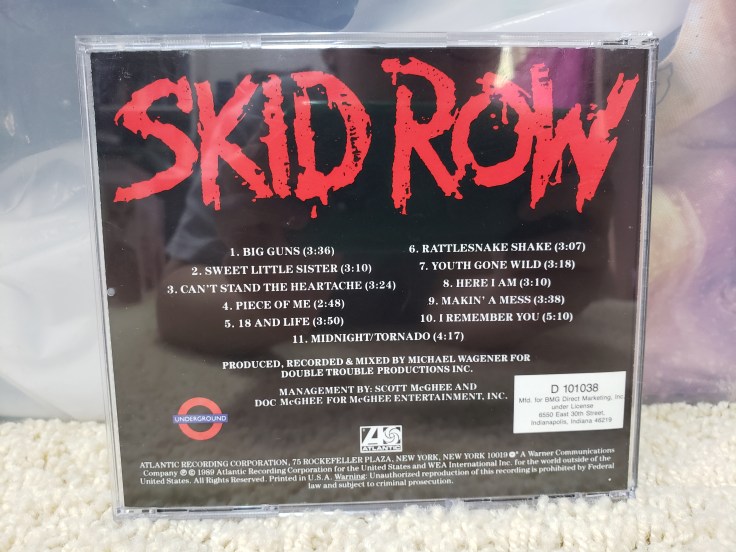 SKID ROW
1. BIG GUNS (3:36)
2. SWEET LITTLE SISTER (3:10)
3. CAN'T STAND THE HEARTACHE (3:24)
4. PIECE OF ME (2:48)
5. 18 AND LIFE (3:50)
6. RATTLESNAKE SHAKE (3:07)
7. YOUTH GONE WILD (3:18)
8. HERE I AM (3:10)
9. MAKIN' A MESS (3:38)
10. I REMEMBER YOU (5:10)
11. MIDNIGHT/TORNADO (4:17)
PRODUCED, RECORDED & MIXED BY MICHAEL WAGENER FOR
DOUBLE TROUBLE PRODUCTIONS INC.
MANAGEMENT BY: SCOTT McGHEE AND
DOC McGHEE FOR McGHEE ENTERTAINMENT, INC.
D 101038
Mfd. for BMG Direct Marketing, Inc.
under License
6550 East 30th Street,
Indianapolis, Indiana 46219
UNDERGROUND
ATLANTIC
ATLANTIC RECORDING CORPORATION, 75 ROCKEFELLER PLAZA, NEW YORK, NEW YORK 10019 A Warner Communications
Company ℗ © 1989 Atlantic Recording Corporation for the United States and WEA International Inc. for the world outside of the
United States. All Rights Reserved. Printed in U.S.A. Warning: Unauthorized reproduction of this recording is prohibited by Federal
law and subject to criminal prosecution.